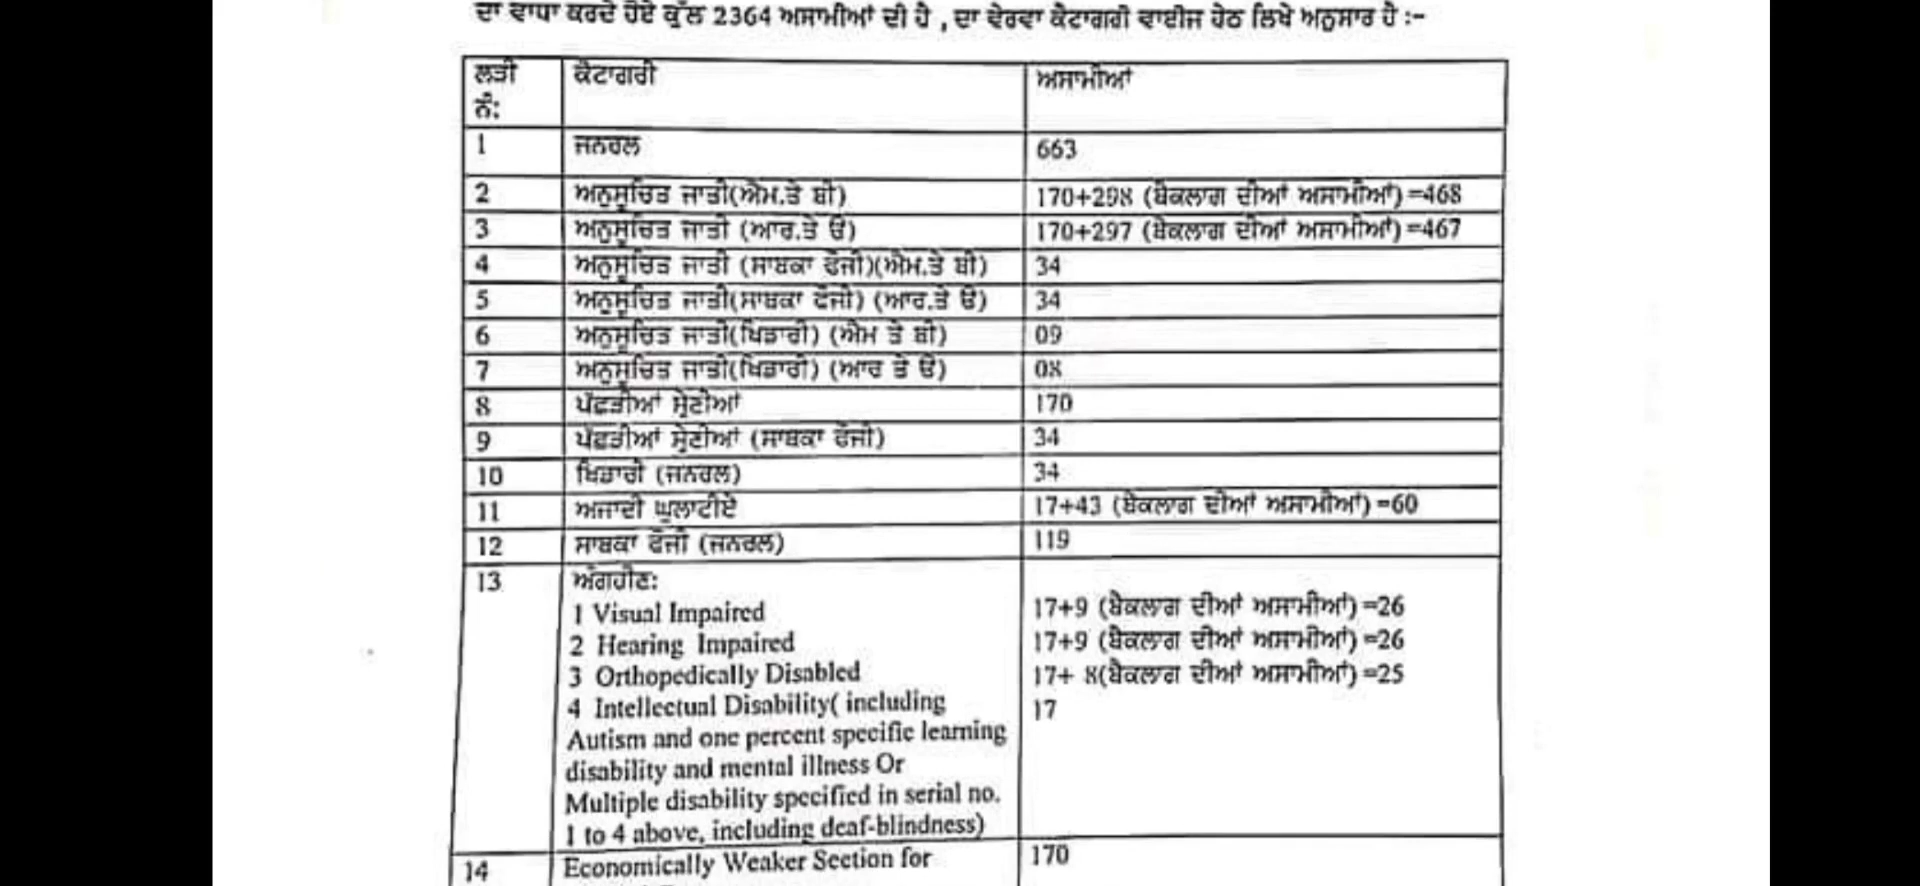 ਦਾ ਵਾਧਾ ਕਰਦੇ ਹੋਏ ਕੁੱਲ 2364 ਅਸਾਮੀਆਂ ਦੀ ਹੈ , ਦਾ ਵੇਰਵਾ ਕੈਟਾਗਰੀ ਵਾਈਜ ਹੇਠ ਲਿਖੇ ਅਨੁਸਾਰ ਹੈ :-
ਲੜੀ ਨੰ: ਕੈਟਾਗਰੀ ਅਸਾਮੀਆਂ
1 ਜਨਰਲ 663
2 ਅਨੁਸੂਚਿਤ ਜਾਤੀ(ਐਮ.ਤੇ ਬੀ) 170+298 (ਬੈਕਲਾਗ ਦੀਆਂ ਅਸਾਮੀਆਂ) =468
3 ਅਨੁਸੂਚਿਤ ਜਾਤੀ (ਆਰ.ਤੇ ਓ) 170+297 (ਬੈਕਲਾਗ ਦੀਆਂ ਅਸਾਮੀਆਂ) =467
4 ਅਨੁਸੂਚਿਤ ਜਾਤੀ (ਸਾਬਕਾ ਫੌਜੀ)(ਐਮ.ਤੇ ਬੀ) 34
5 ਅਨੁਸੂਚਿਤ ਜਾਤੀ(ਸਾਬਕਾ ਫੌਜੀ) (ਆਰ.ਤੇ ਓ) 34
6 ਅਨੁਸੂਚਿਤ ਜਾਤੀ(ਖਿਡਾਰੀ) (ਐਮ ਤੇ ਬੀ) 09
7 ਅਨੁਸੂਚਿਤ ਜਾਤੀ(ਖਿਡਾਰੀ) (ਆਰ ਤੇ ਓ) 08
8 ਪੱਛੜੀਆਂ ਸ਼੍ਰੇਣੀਆਂ 170
9 ਪੱਛੜੀਆਂ ਸ਼੍ਰੇਣੀਆਂ (ਸਾਬਕਾ ਫੌਜੀ) 34
10 ਖਿਡਾਰੀ (ਜਨਰਲ) 34
11 ਅਜਾਦੀ ਘੁਲਾਟੀਏ 17+43 (ਬੈਕਲਾਗ ਦੀਆਂ ਅਸਾਮੀਆਂ) =60
12 ਸਾਬਕਾ ਫੌਜੀ (ਜਨਰਲ) 119
13 ਅੰਗਹੀਣ:
1 Visual Impaired 17+9 (ਬੈਕਲਾਗ ਦੀਆਂ ਅਸਾਮੀਆਂ) =26
2 Hearing Impaired 17+9 (ਬੈਕਲਾਗ ਦੀਆਂ ਅਸਾਮੀਆਂ) =26
3 Orthopedically Disabled 17+ 8(ਬੈਕਲਾਗ ਦੀਆਂ ਅਸਾਮੀਆਂ) =25
4 Intellectual Disability( including 17
Autism and one percent specific learning
disability and mental illness Or
Multiple disability specified in serial no.
1 to 4 above, including deaf-blindness)
14 Economically Weaker Section for 170